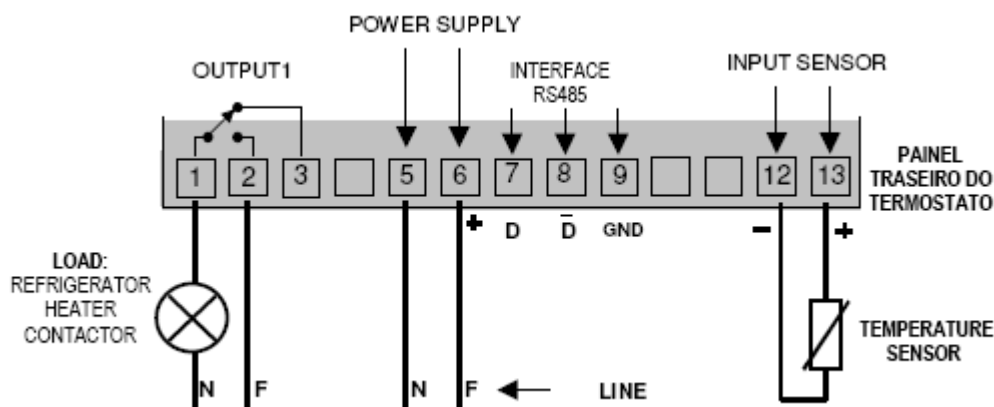 POWER SUPPLY
OUTPUT1
INTERFACE
RS485
INPUT SENSOR
1 2 3 5 6 7 8 9 12 13
PAINEL
TRASEIRO DO
TERMOSTATO
+ D D̅ GND - +
LOAD:
REFRIGERATOR
HEATER
CONTACTOR
TEMPERATURE
SENSOR
N F N F LINE